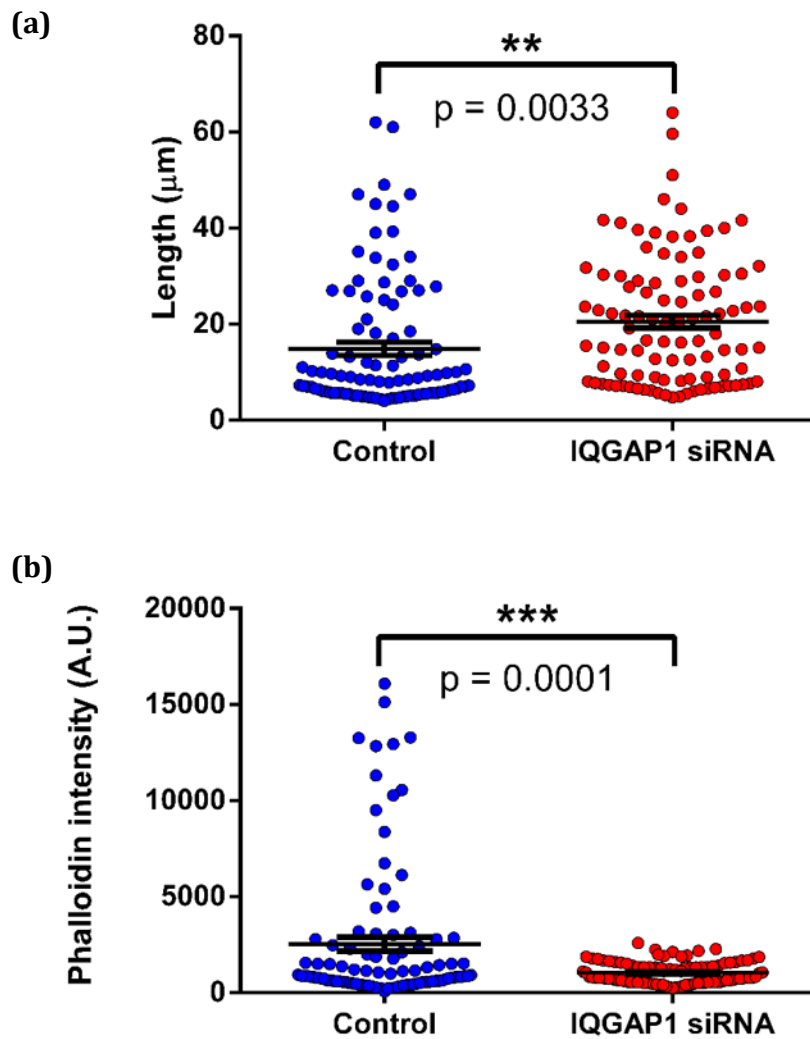 (a)
80
60
40
20
0
Length (μm)
**
p = 0.0033
Control IQGAP1 siRNA
(b)
20000
15000
10000
5000
0
Phalloidin intensity (A.U.)
***
p = 0.0001
Control IQGAP1 siRNA